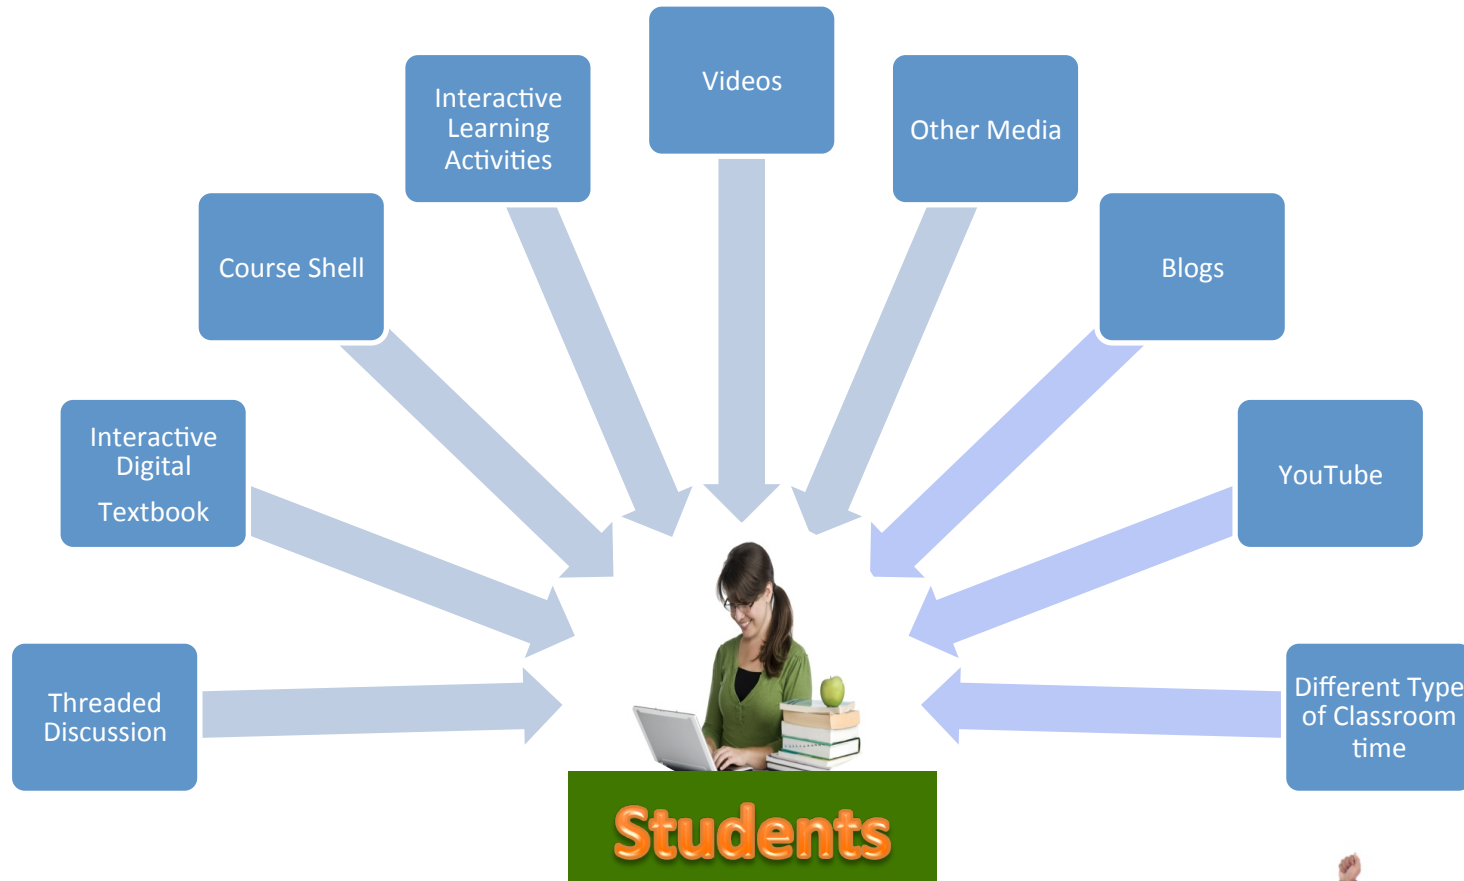 Videos
Interactive
Learning
Activities
Other Media
Course Shell
Blogs
Interactive
Digital
Textbook
YouTube
Threaded
Discussion
Different Type
of Classroom
time
Students